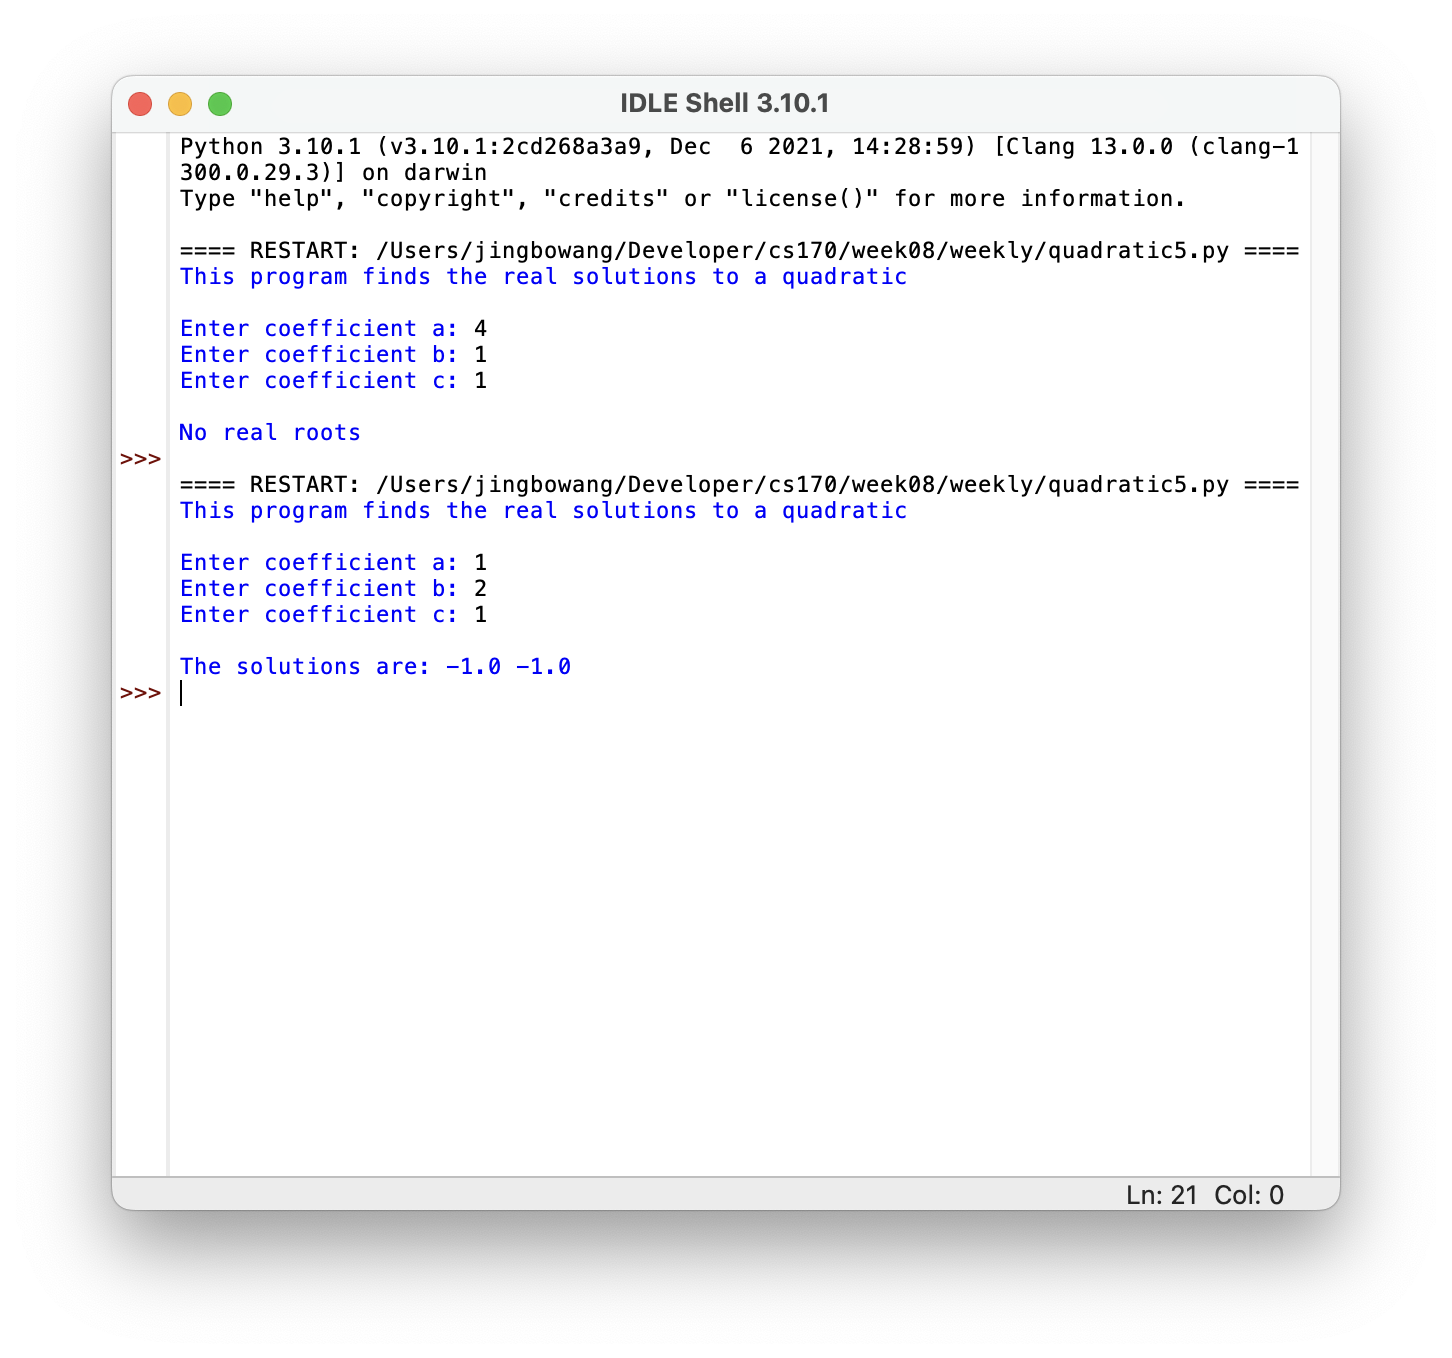 IDLE Shell 3.10.1
Python 3.10.1 (v3.10.1:2cd268a3a9, Dec  6 2021, 14:28:59) [Clang 13.0.0 (clang-1
300.0.29.3)] on darwin
Type "help", "copyright", "credits" or "license()" for more information.
==== RESTART: /Users/jingbowang/Developer/cs170/week08/weekly/quadratic5.py ====
This program finds the real solutions to a quadratic
Enter coefficient a: 4
Enter coefficient b: 1
Enter coefficient c: 1
No real roots
>>>
==== RESTART: /Users/jingbowang/Developer/cs170/week08/weekly/quadratic5.py ====
This program finds the real solutions to a quadratic
Enter coefficient a: 1
Enter coefficient b: 2
Enter coefficient c: 1
The solutions are: -1.0 -1.0
>>>
Ln: 21 Col: 0